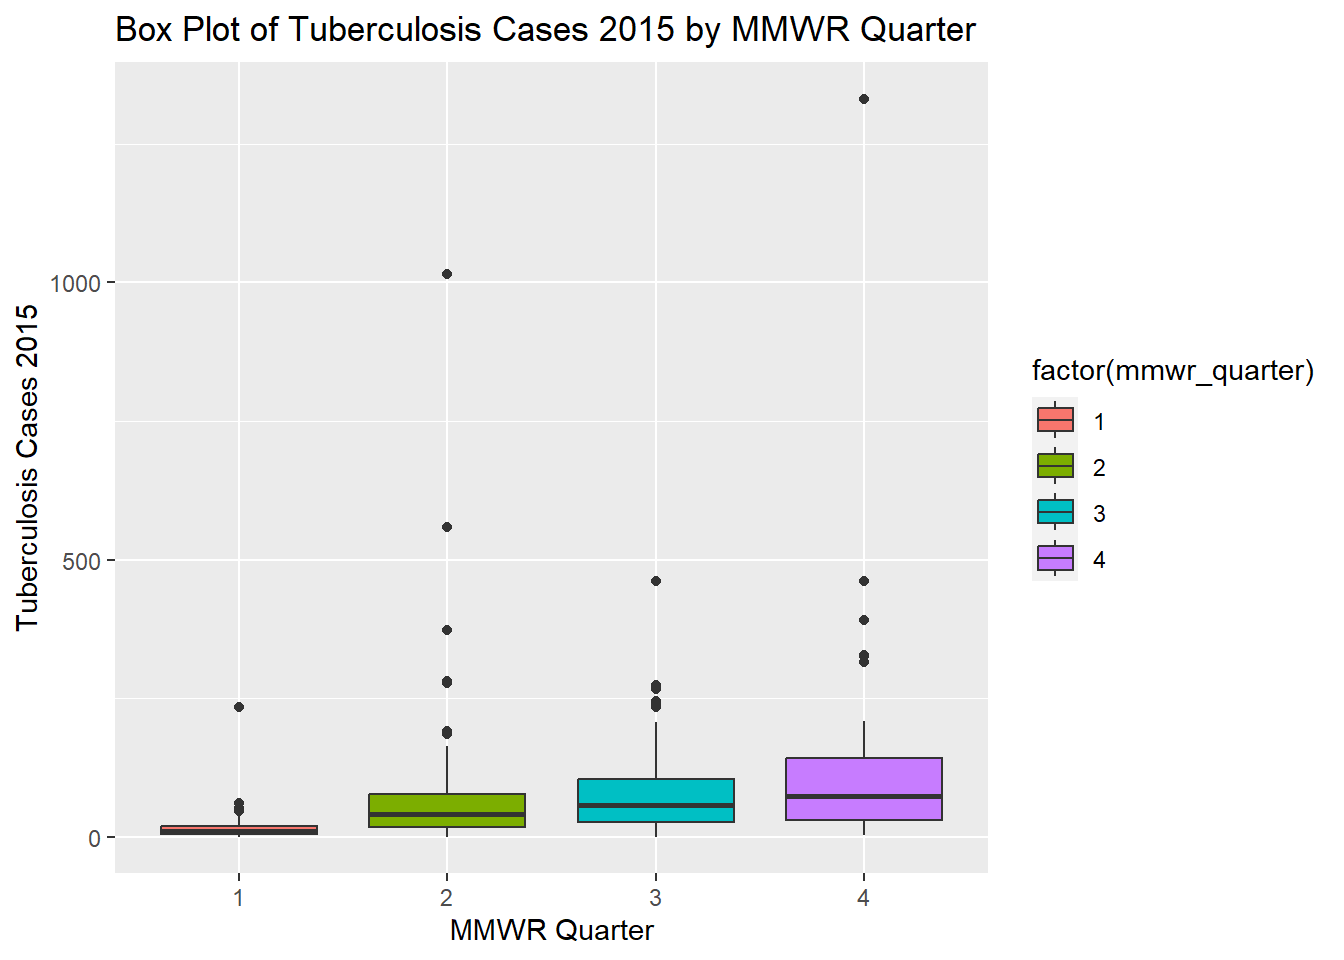 Box Plot of Tuberculosis Cases 2015 by MMWR Quarter
Tuberculosis Cases 2015
1000
500
0
1 2 3 4
MMWR Quarter
factor(mmwr_quarter)
1
2
3
4